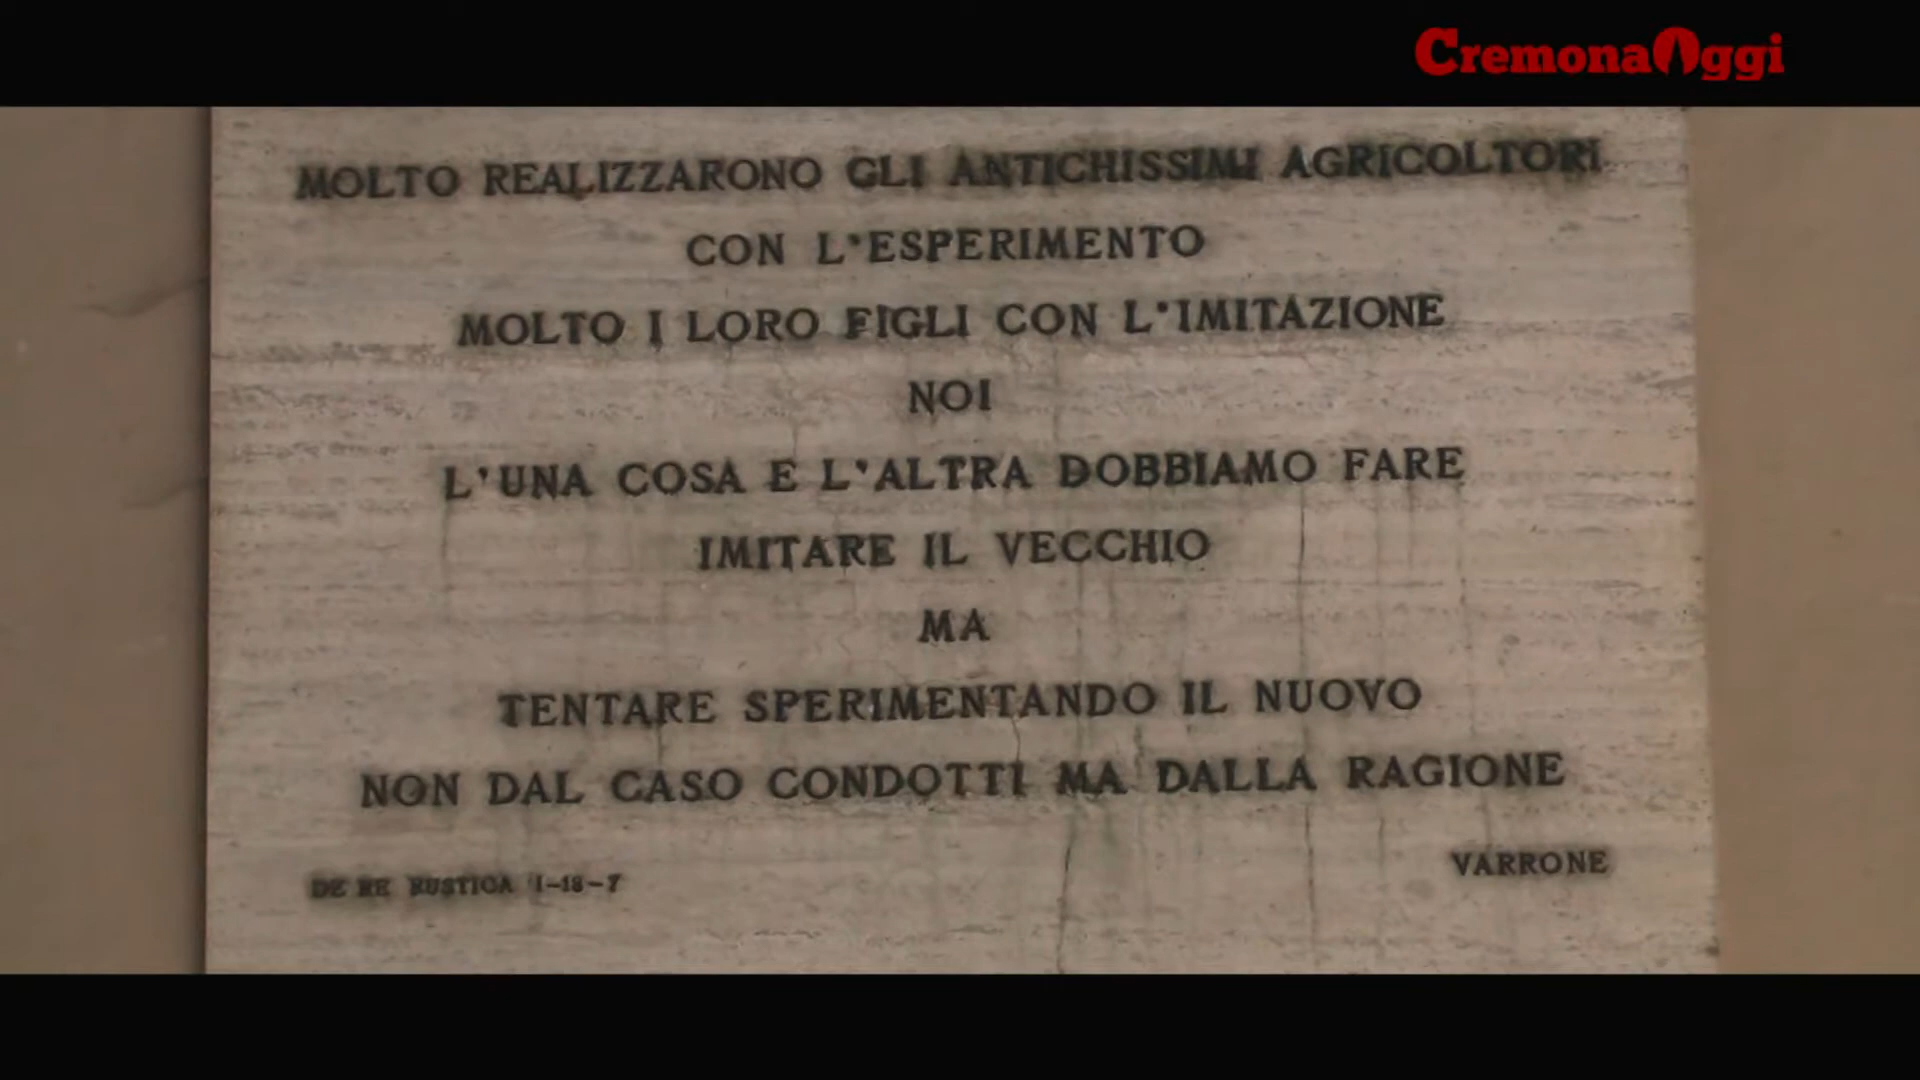 CremonaOggi
MOLTO REALIZZARONO GLI ANTICHISSIMI AGRICOLTORI
CON L'ESPERIMENTO
MOLTO I LORO FIGLI CON L'IMITAZIONE
NOI
L'UNA COSA E L'ALTRA DOBBIAMO FARE
IMITARE IL VECCHIO
MA
TENTARE SPERIMENTANDO IL NUOVO
NON DAL CASO CONDOTTI MA DALLA RAGIONE
VARRONE
DE RE RUSTICA I-18-7